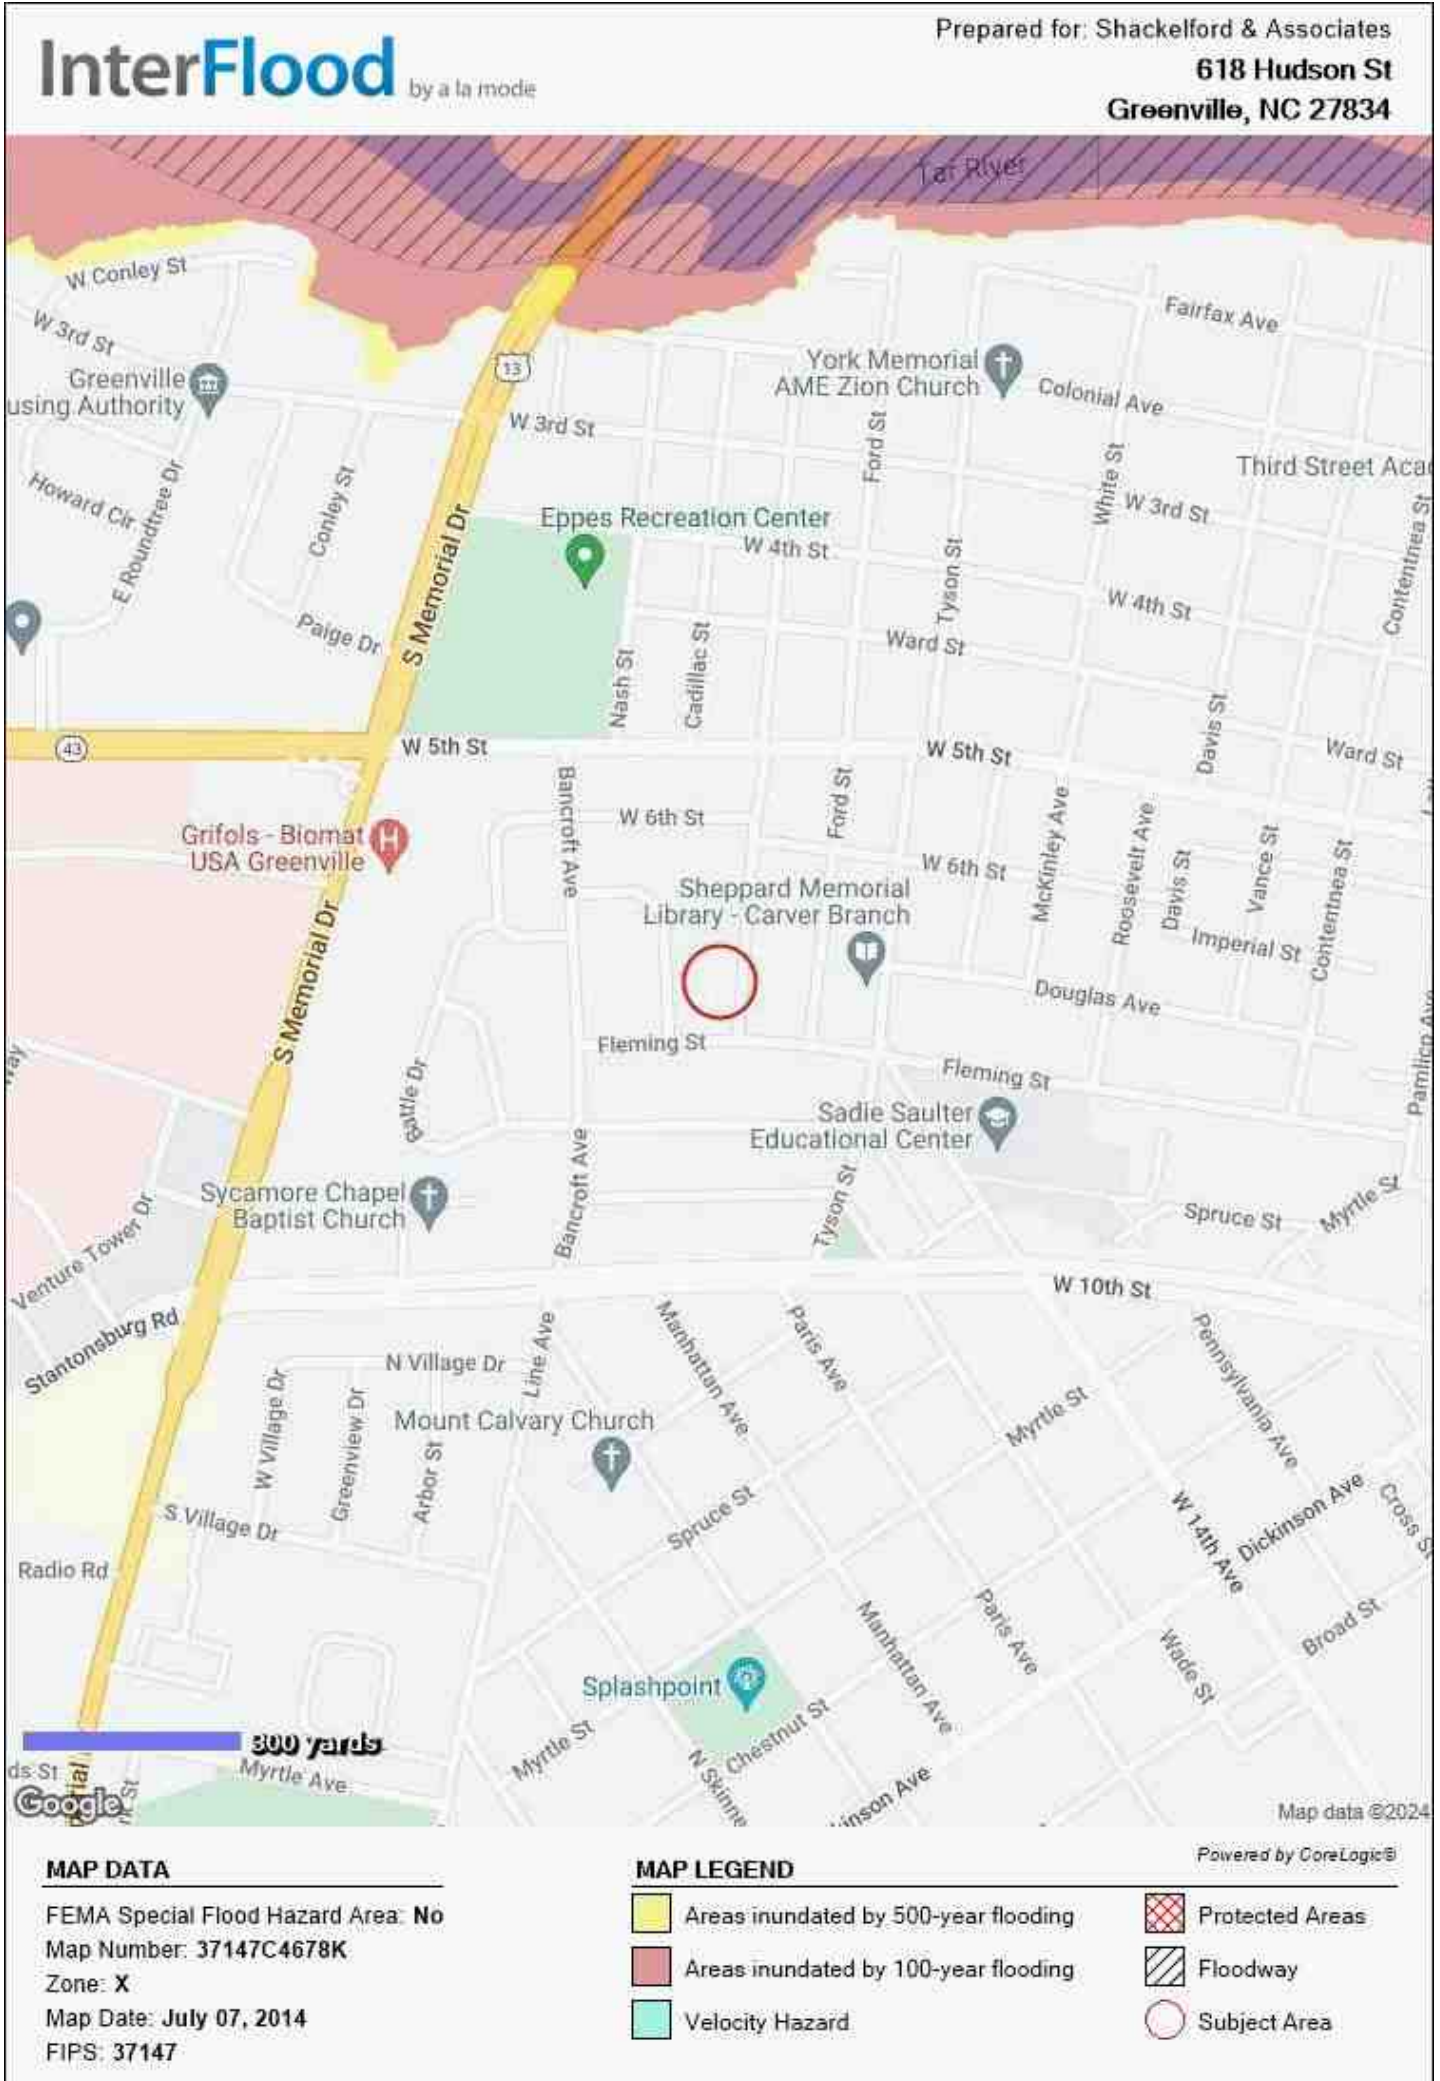 InterFlood by a la mode
Prepared for: Shackelford & Associates
618 Hudson St
Greenville, NC 27834
Tar River
W Conley St
Fairfax Ave
W 3rd St
13
York Memorial
AME Zion Church
Greenville
using Authority
Colonial Ave
W 3rd St
Ford St
Third Street Aca
Howard Cir
E Roundtree Dr
Conley St
S Memorial Dr
White St
W 3rd St
Contentnea St
Eppes Recreation Center
W 4th St
Tyson St
W 4th St
Paige Dr
Ward St
Nash St
Cadillac St
Davis St
43
W 5th St
W 5th St
Ward St
Bancroft Ave
W 6th St
Ford St
McKinley Ave
Roosevelt Ave
Davis St
Vance St
Contentnea St
Grifols - Biomat
USA Greenville
W 6th St
Sheppard Memorial
Library - Carver Branch
Imperial St
S Memorial Dr
Douglas Ave
Fleming St
Way
Fleming St
Battle Dr
Pamlico Ave
Sadie Saulter
Educational Center
Bancroft Ave
Tyson St
Sycamore Chapel
Baptist Church
Spruce St
Myrtle St
Venture Tower Dr
W 10th St
Stantonsburg Rd
Manhattan Ave
Paris Ave
Pennsylvania Ave
N Village Dr
Line Ave
W Village Dr
Greenview Dr
Mount Calvary Church
Arbor St
Myrtle St
Spruce St
W 14th Ave
Dickinson Ave
Cross St
S Village Dr
Radio Rd
Manhattan Ave
Paris Ave
Wade St
Broad St
Splashpoint
Myrtle St
Chestnut St
N Skinne
kinson Ave
800 yards
ds St
Myrtle Ave
Google
Map data ©2024
Powered by CoreLogic®
MAP DATA
FEMA Special Flood Hazard Area: No
Map Number: 37147C4678K
Zone: X
Map Date: July 07, 2014
FIPS: 37147
MAP LEGEND
Areas inundated by 500-year flooding
Areas inundated by 100-year flooding
Velocity Hazard
Protected Areas
Floodway
Subject Area